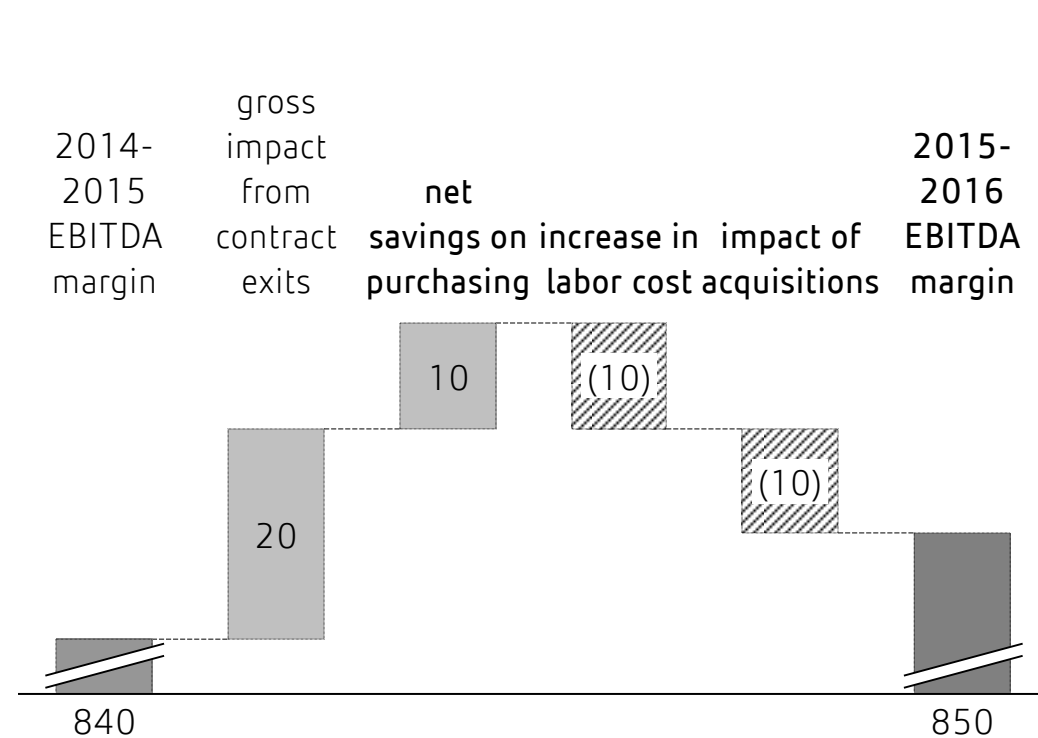 2014-
2015
EBITDA
margin
gross
impact
from
contract
exits
net
savings on
purchasing
increase in
labor cost
impact of
acquisitions
2015-
2016
EBITDA
margin
10
(10)
(10)
20
840
850